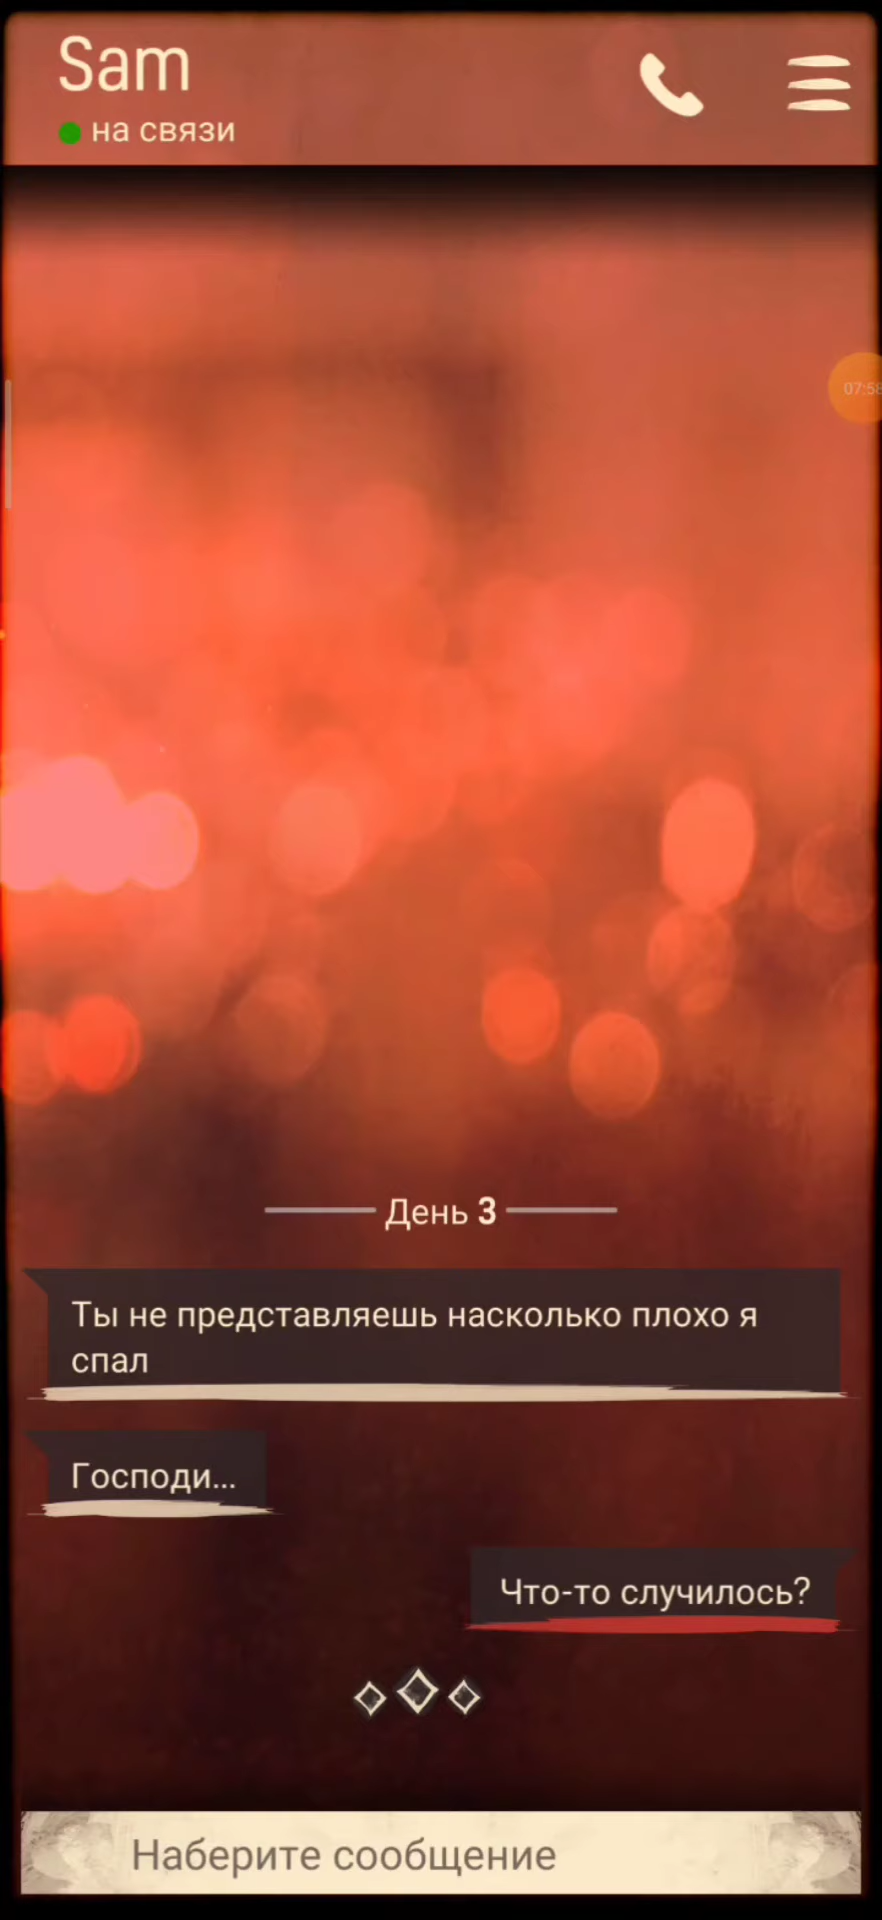 Sam
на связи
07:58
День 3
Ты не представляешь насколько плохо я
спал
Господи...
Что-то случилось?
Наберите сообщение